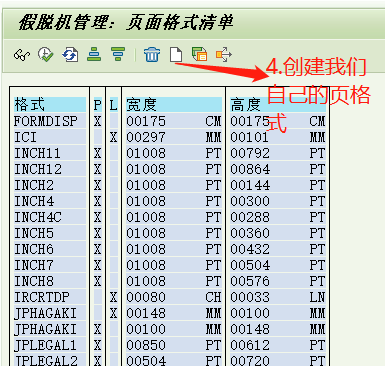 假脱机管理: 页面格式清单
4.创建我们
自己的页格
式
格式 P L 宽度 高度
FORMDISP X 00175 CM 00175 CM
ICI X 00297 MM 00101 MM
INCH11 X 01008 PT 00792 PT
INCH12 X 01008 PT 00864 PT
INCH2 X 01008 PT 00144 PT
INCH4 X 01008 PT 00300 PT
INCH4C X 01008 PT 00288 PT
INCH5 X 01008 PT 00360 PT
INCH6 X 01008 PT 00432 PT
INCH7 X 01008 PT 00504 PT
INCH8 X 01008 PT 00576 PT
IRCRTDP X 00080 CH 00033 LN
JPHAGAKI X 00148 MM 00100 MM
JPHAGAKI X 00100 MM 00148 MM
JPLEGAL1 X 00850 PT 00612 PT
JPLEGAL2 X 00504 PT 00720 PT